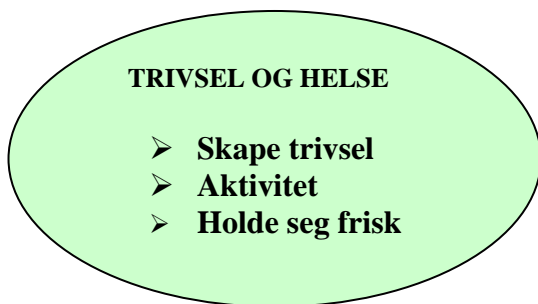 TRIVSEL OG HELSE
➢ Skape trivsel
➢ Aktivitet
➢ Holde seg frisk